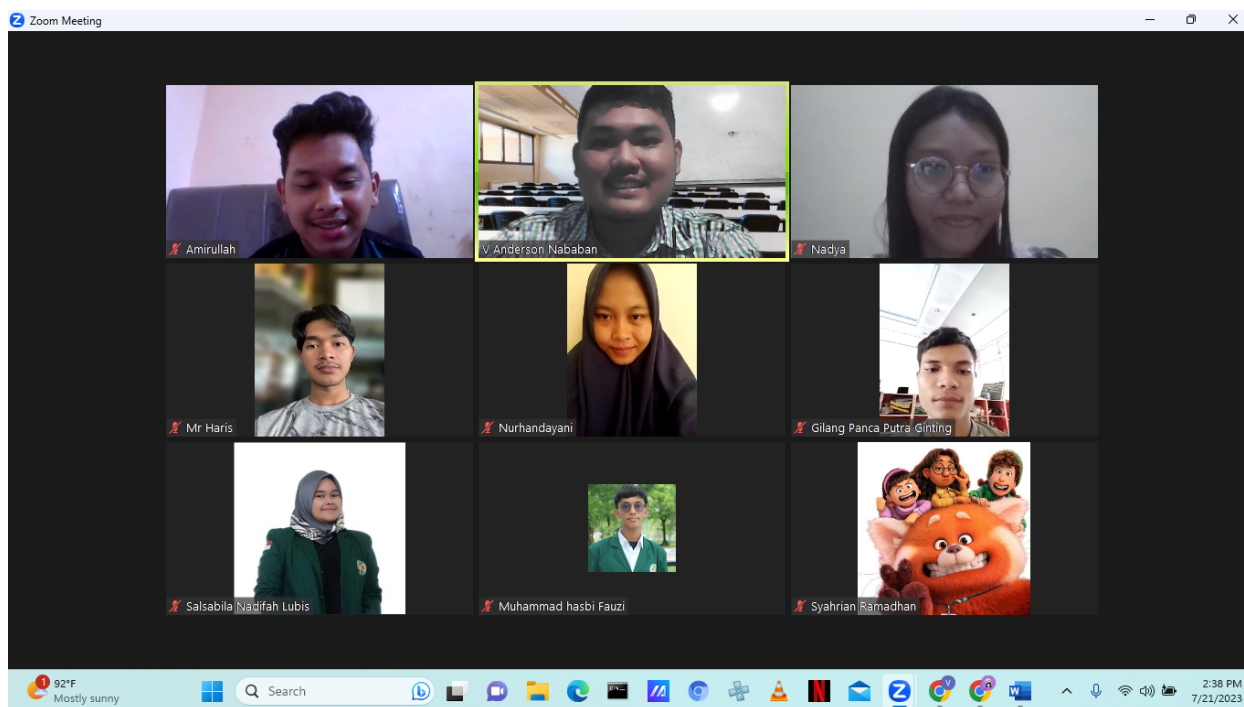 Zoom Meeting
Amirullah
V Anderson Nababan
Nadya
Mr Haris
Nurhandayani
Gilang Panca Putra Ginting
Salsabila Nadifah Lubis
Muhammad hasbi Fauzi
Syahrian Ramadhan
1
92°F
Mostly sunny
Search
2:38 PM
7/21/2023